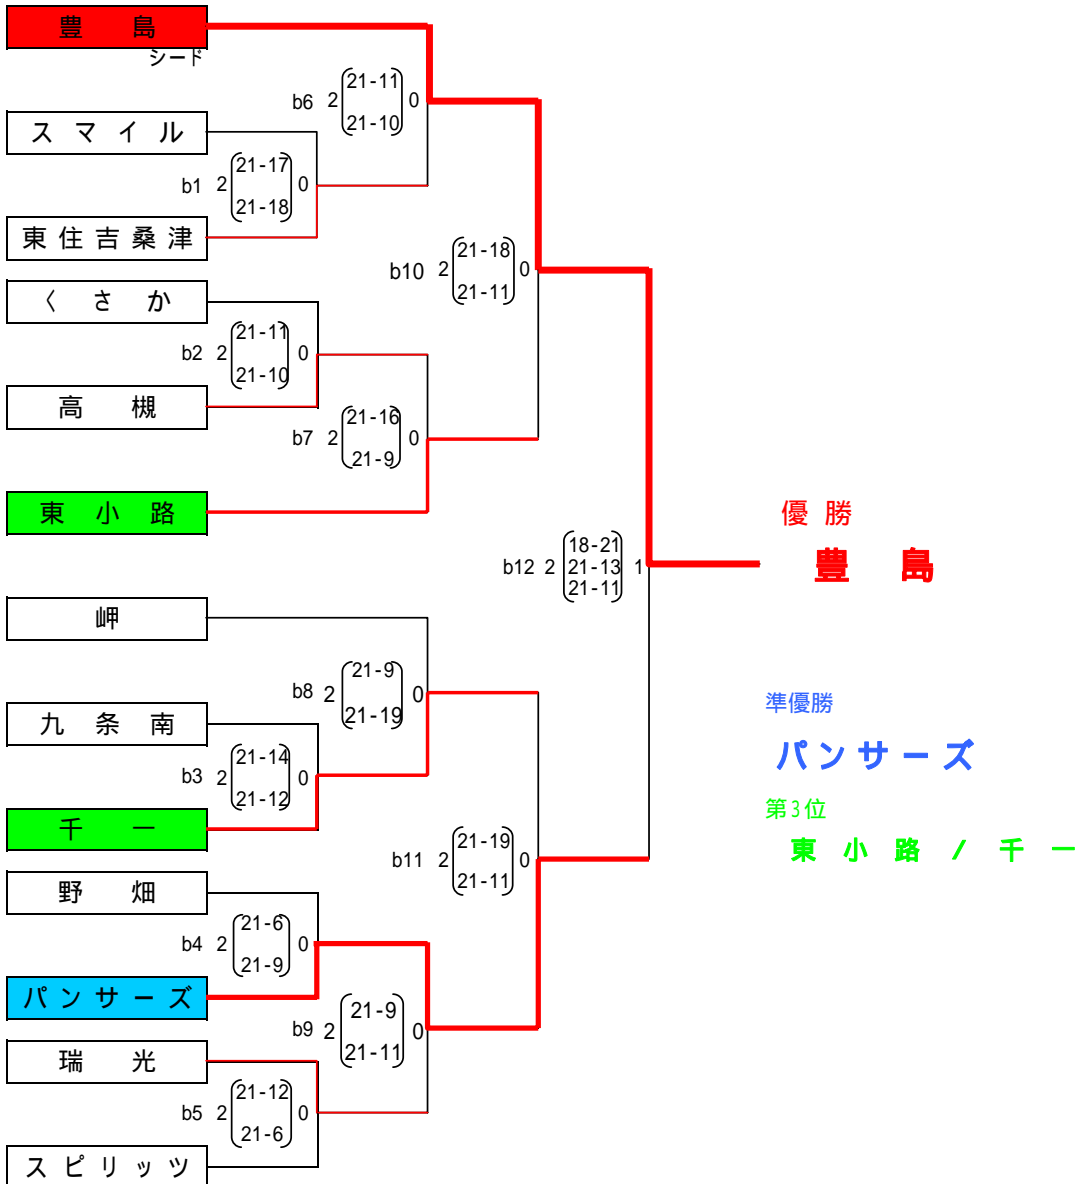 豊 島
シード
b6 2 21-11 0
21-10
スマイル
b1 2 21-17 0
21-18
東住吉桑津
b10 2 21-18 0
21-11
くさか
b2 2 21-11 0
21-10
高 槻
b7 2 21-16 0
21-9
東 小 路
優 勝
豊 島
b12 2 18-21 1
21-13
21-11
岬
b8 2 21-9 0
21-19
九 条 南
b3 2 21-14 0
21-12
千 一
準優勝
パンサーズ
第3位
東 小 路 / 千 一
b11 2 21-19 0
21-11
野 畑
b4 2 21-6 0
21-9
パンサーズ
b9 2 21-9 0
21-11
瑞 光
b5 2 21-12 0
21-6
スピリッツ